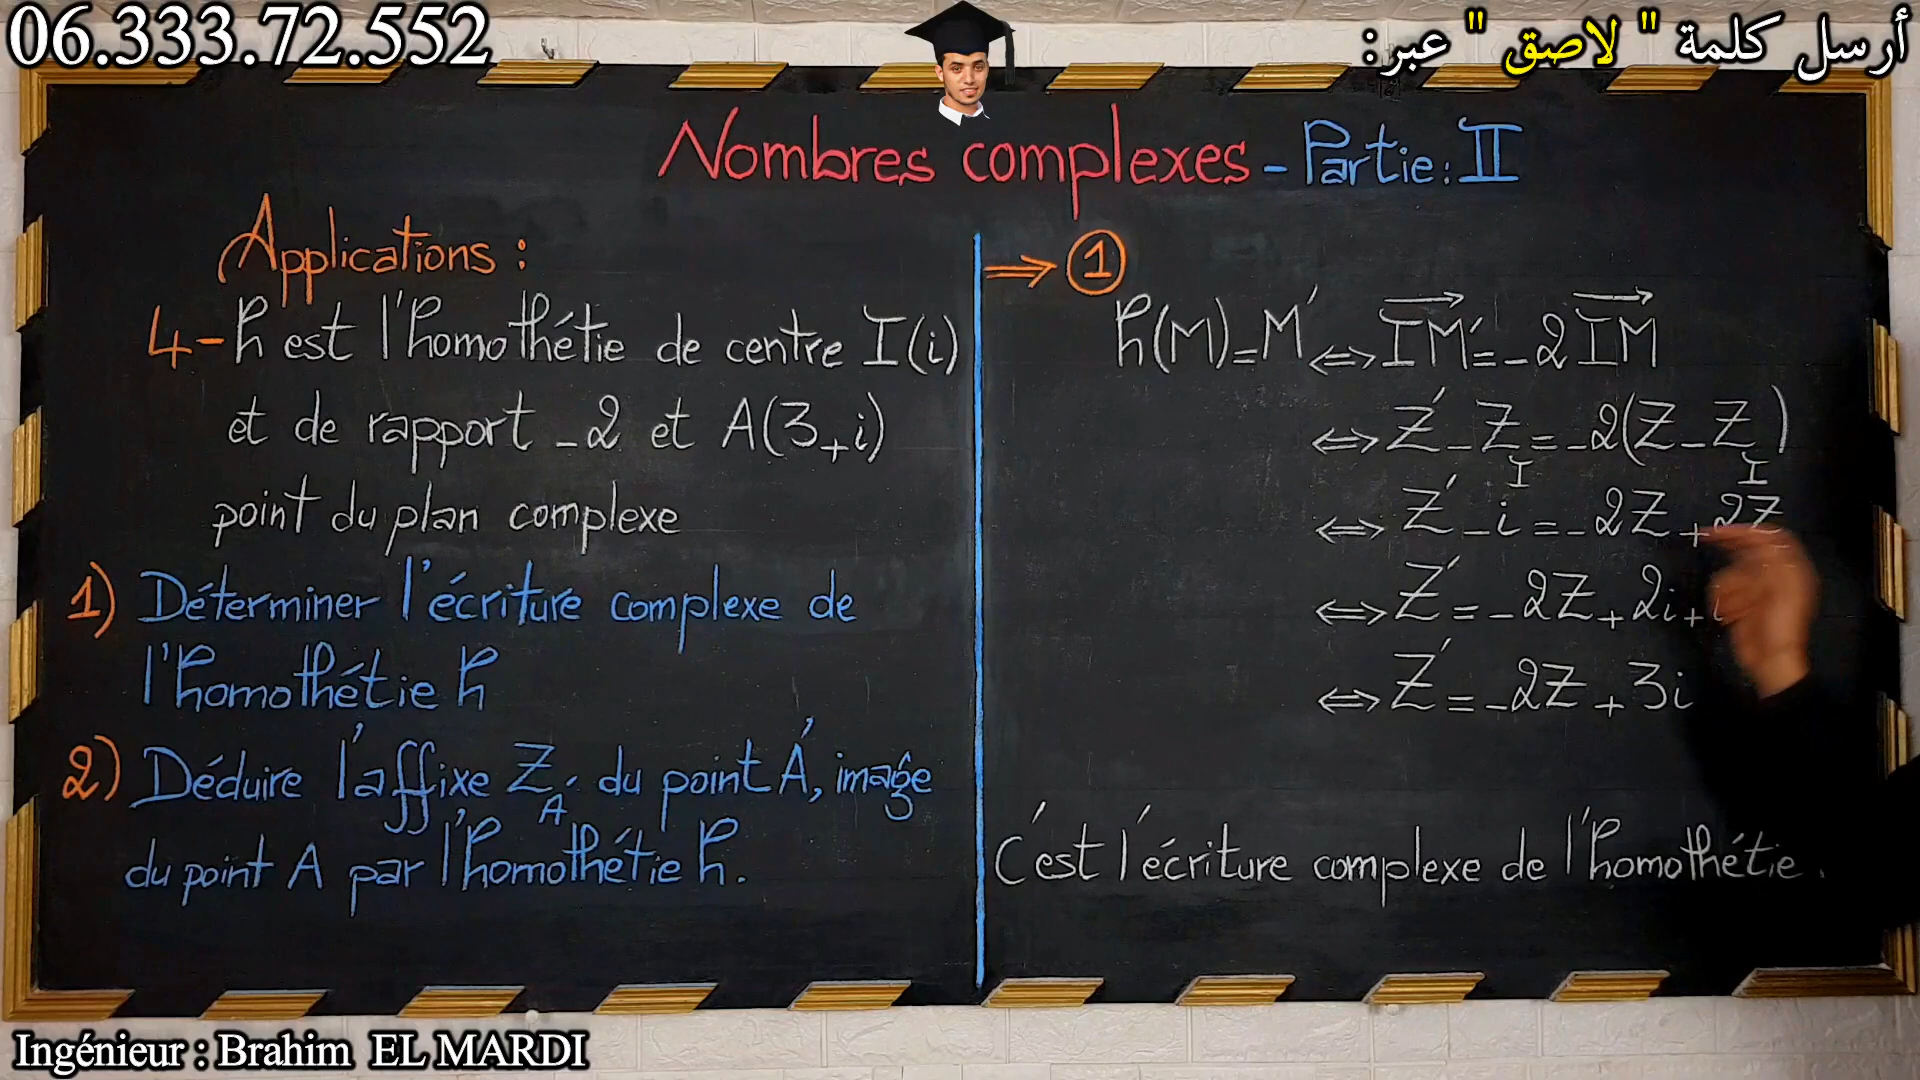 06.333.72.552
أرسل كلمة " لاصق " عبر:
Nombres complexes - Partie: II
Applications :
4- h est l'homothétie de centre I(i)
et de rapport -2 et A(3+i)
point du plan complexe
1) Déterminer l'écriture complexe de
l'homothétie h
2) Déduire l'affixe Z_A' du point A', image
du point A par l'homothétie h.
⇒ ①
h(M)=M' ⇔ IM'=-2IM
⇔ Z'-Z_I=-2(Z-Z_I)
⇔ Z'-i=-2Z+2Z
⇔ Z'=-2Z+2i+i
⇔ Z'=-2Z+3i
C'est l'écriture complexe de l'homothétie.
Ingénieur : Brahim EL MARDI